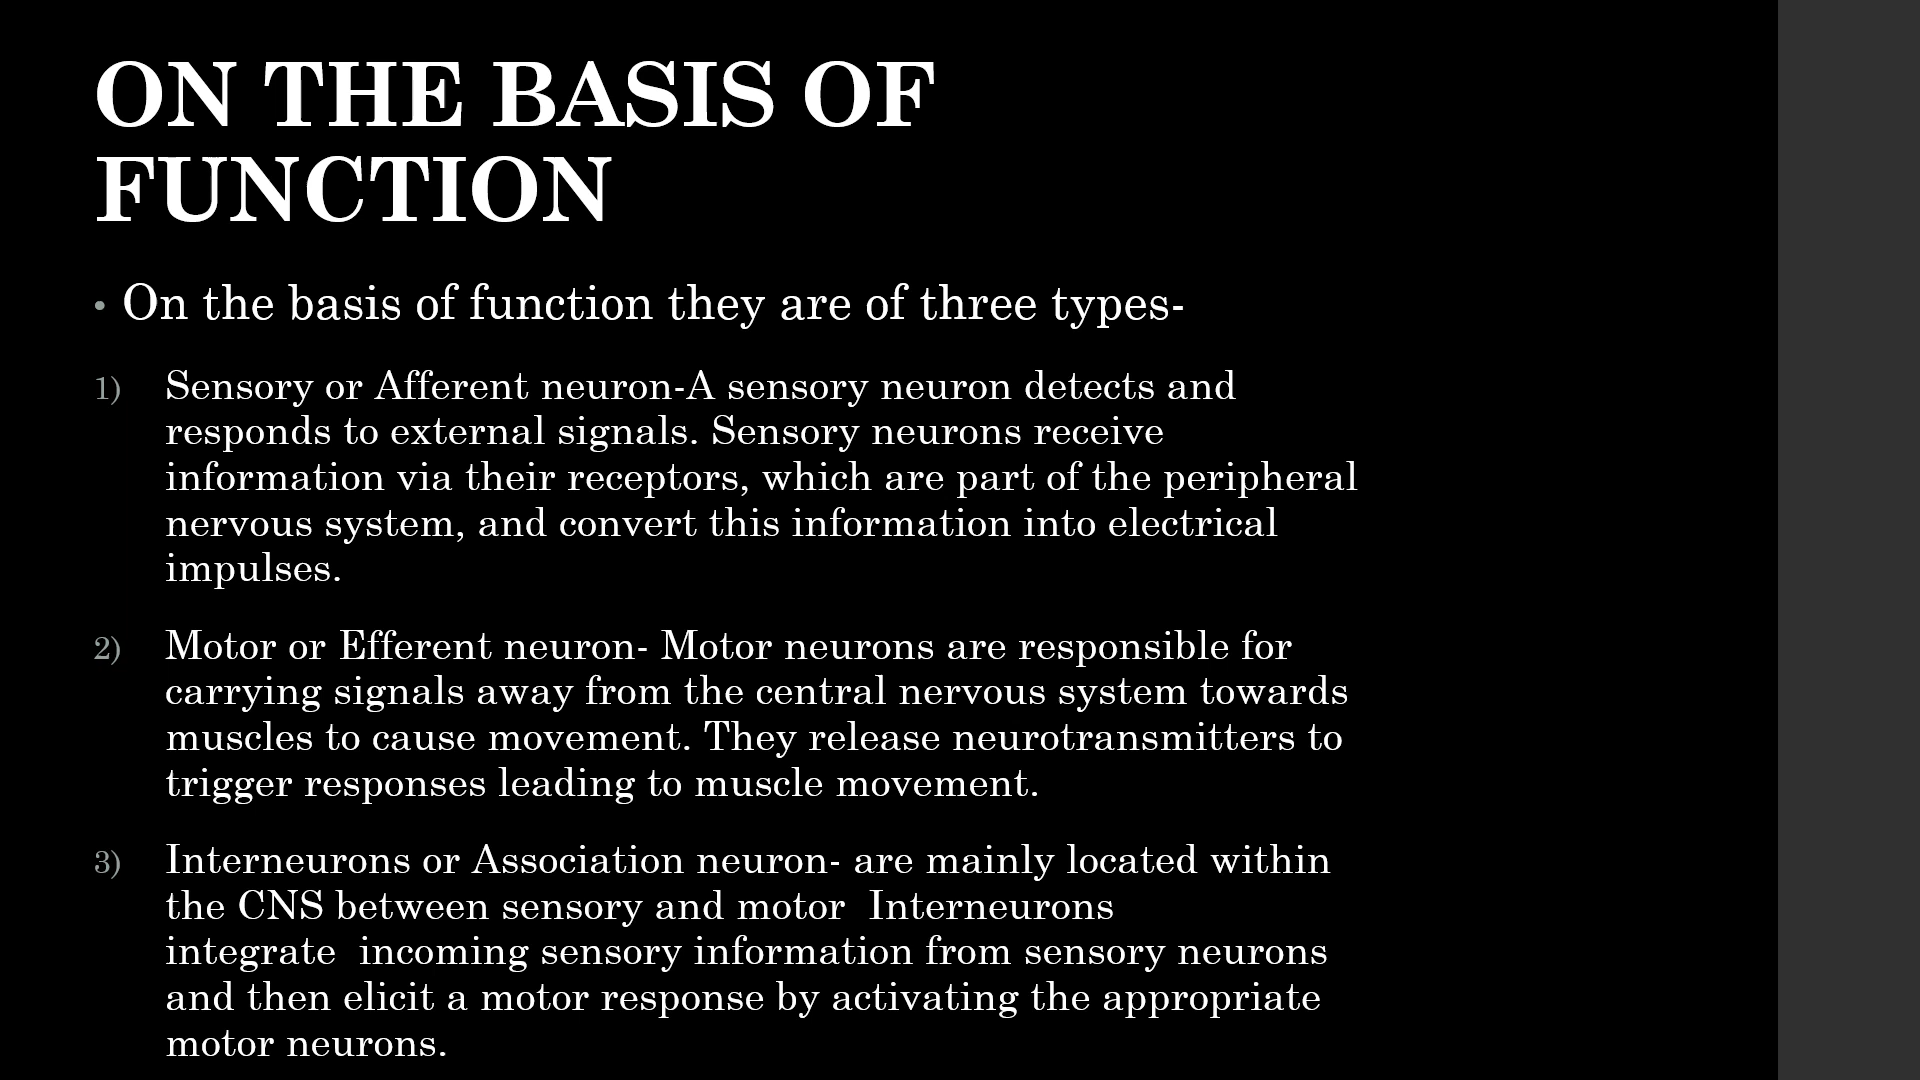 ON THE BASIS OF
FUNCTION
• On the basis of function they are of three types-
1) Sensory or Afferent neuron-A sensory neuron detects and
responds to external signals. Sensory neurons receive
information via their receptors, which are part of the peripheral
nervous system, and convert this information into electrical
impulses.
2) Motor or Efferent neuron- Motor neurons are responsible for
carrying signals away from the central nervous system towards
muscles to cause movement. They release neurotransmitters to
trigger responses leading to muscle movement.
3) Interneurons or Association neuron- are mainly located within
the CNS between sensory and motor  Interneurons
integrate  incoming sensory information from sensory neurons
and then elicit a motor response by activating the appropriate
motor neurons.